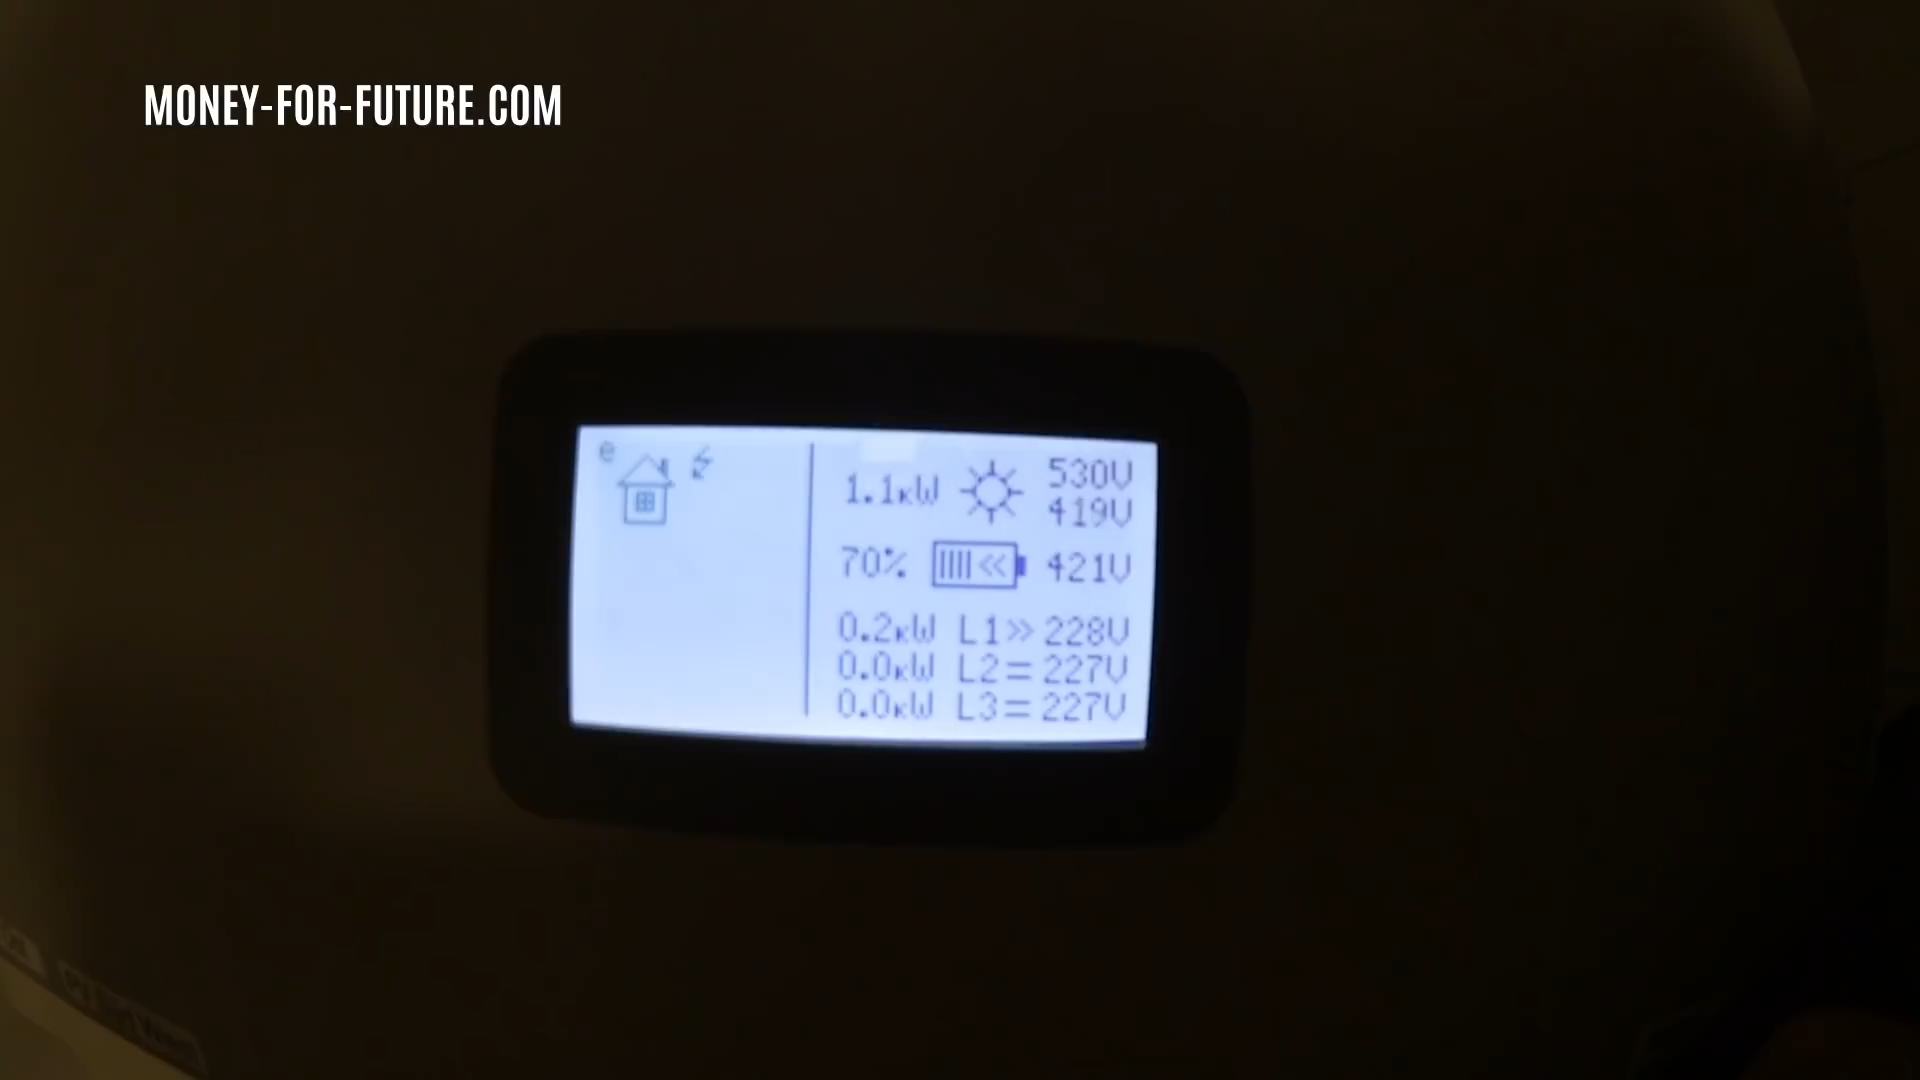 MONEY-FOR-FUTURE.COM
e
1.1kW 530V
419V
70% << 421V
0.2kW L1>> 228V
0.0kW L2= 227V
0.0kW L3= 227V